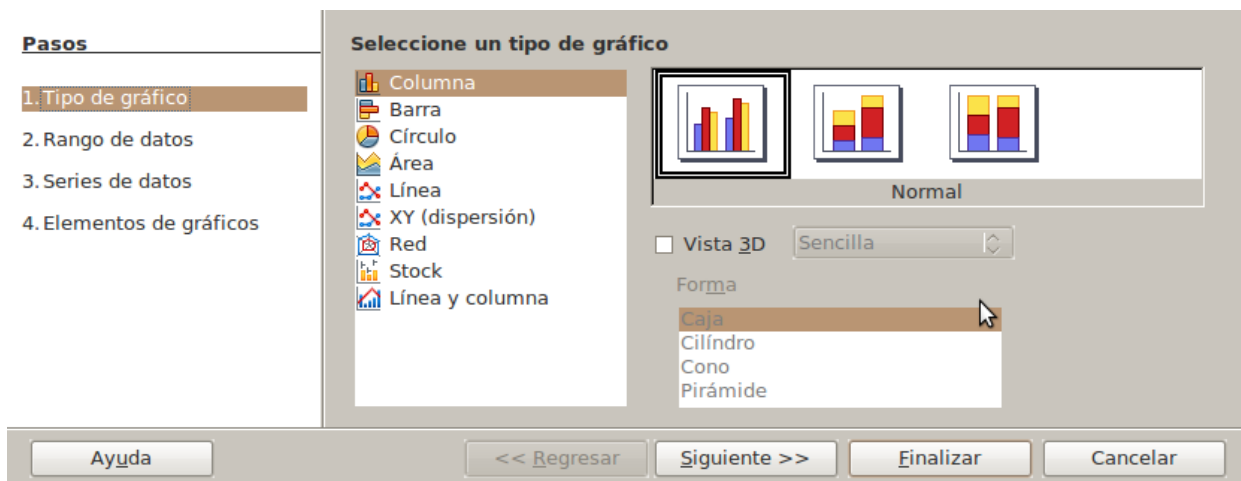 Pasos
1. Tipo de gráfico
2. Rango de datos
3. Series de datos
4. Elementos de gráficos
Seleccione un tipo de gráfico
Columna
Barra
Círculo
Área
Línea
XY (dispersión)
Red
Stock
Línea y columna
Normal
Vista 3D
Sencilla
Forma
Caja
Cilíndro
Cono
Pirámide
Ayuda
<< Regresar
Siguiente >>
Finalizar
Cancelar